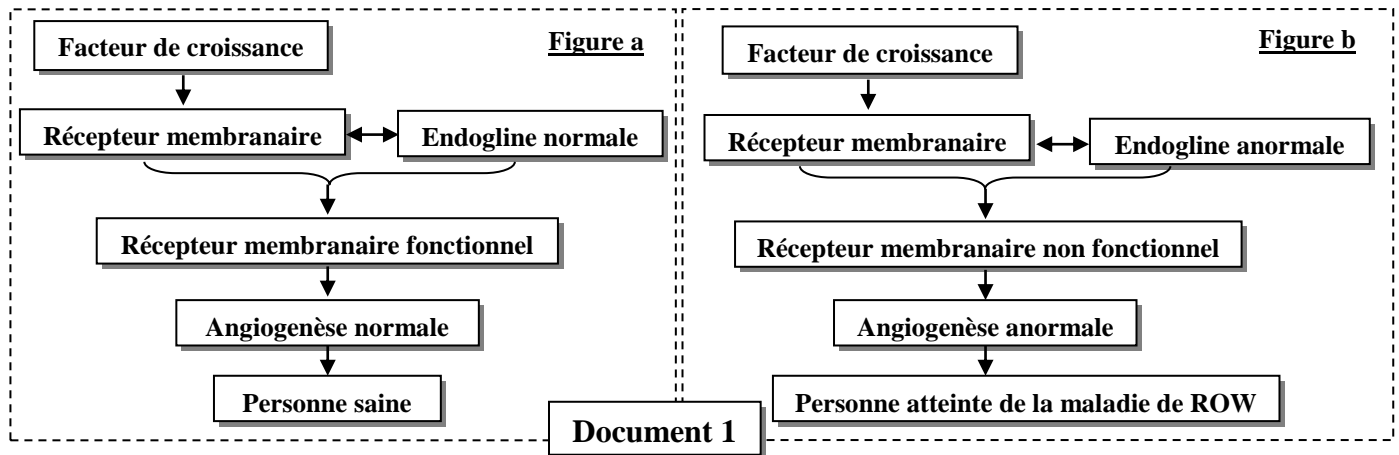 Figure a
Facteur de croissance
Récepteur membranaire
Endogline normale
Récepteur membranaire fonctionnel
Angiogenèse normale
Personne saine
Figure b
Facteur de croissance
Récepteur membranaire
Endogline anormale
Récepteur membranaire non fonctionnel
Angiogenèse anormale
Personne atteinte de la maladie de ROW
Document 1